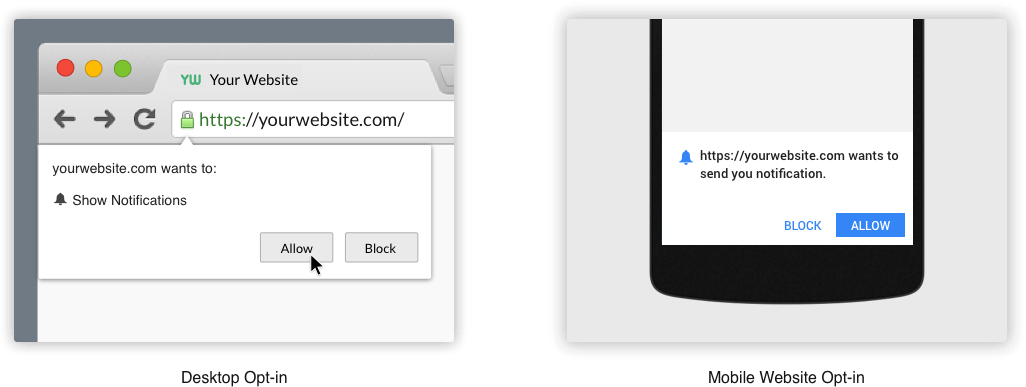 YW Your Website
https://yourwebsite.com/
yourwebsite.com wants to:
Show Notifications
Allow Block
https://yourwebsite.com wants to
send you notification.
BLOCK ALLOW
Desktop Opt-in
Mobile Website Opt-in